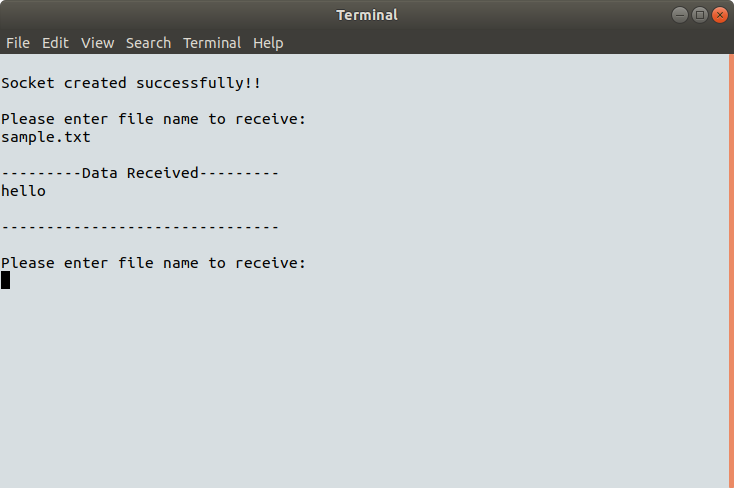 Terminal
File Edit View Search Terminal Help
Socket created successfully!!
Please enter file name to receive:
sample.txt
---------Data Received---------
hello
-------------------------------
Please enter file name to receive: